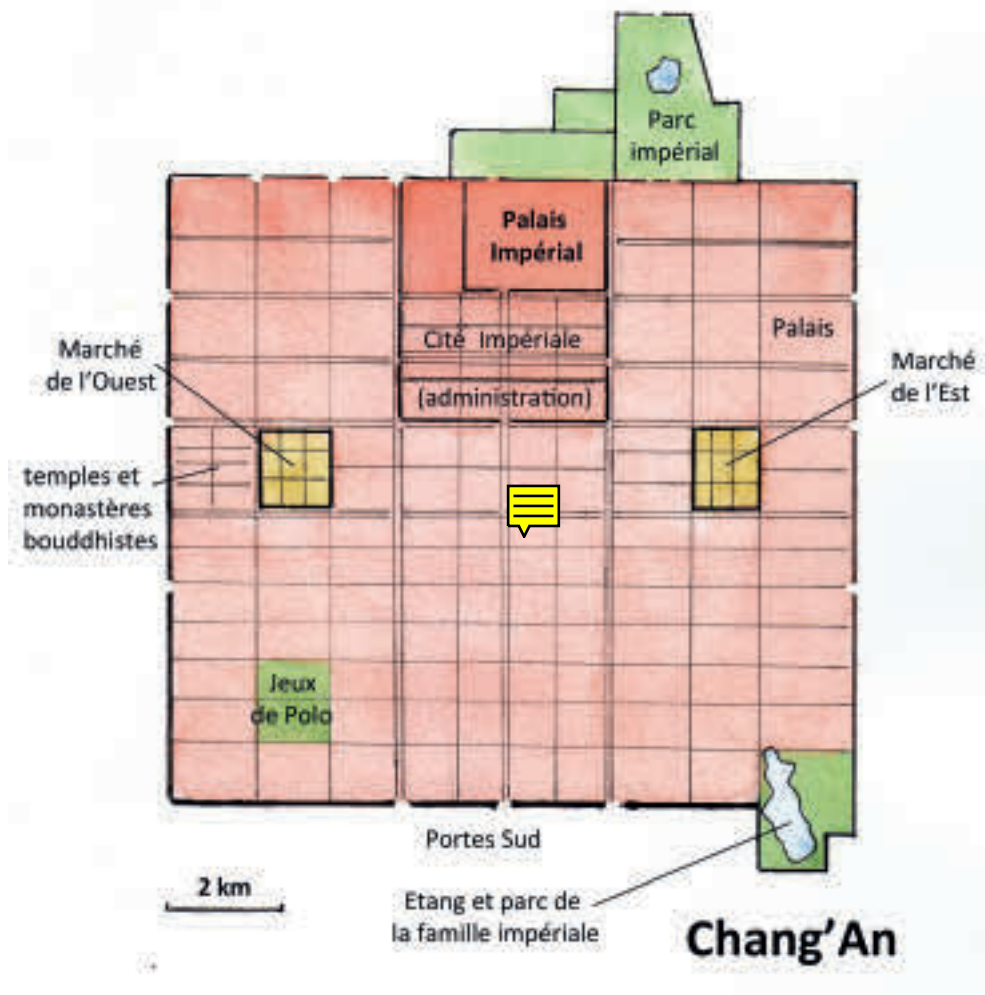 Parc
impérial
Palais
Impérial
Cité Impériale
Palais
(administration)
Marché
de l'Ouest
Marché
de l'Est
temples et
monastères
bouddhistes
Jeux
de Polo
Portes Sud
2 km
Etang et parc de
la famille impériale
Chang'An